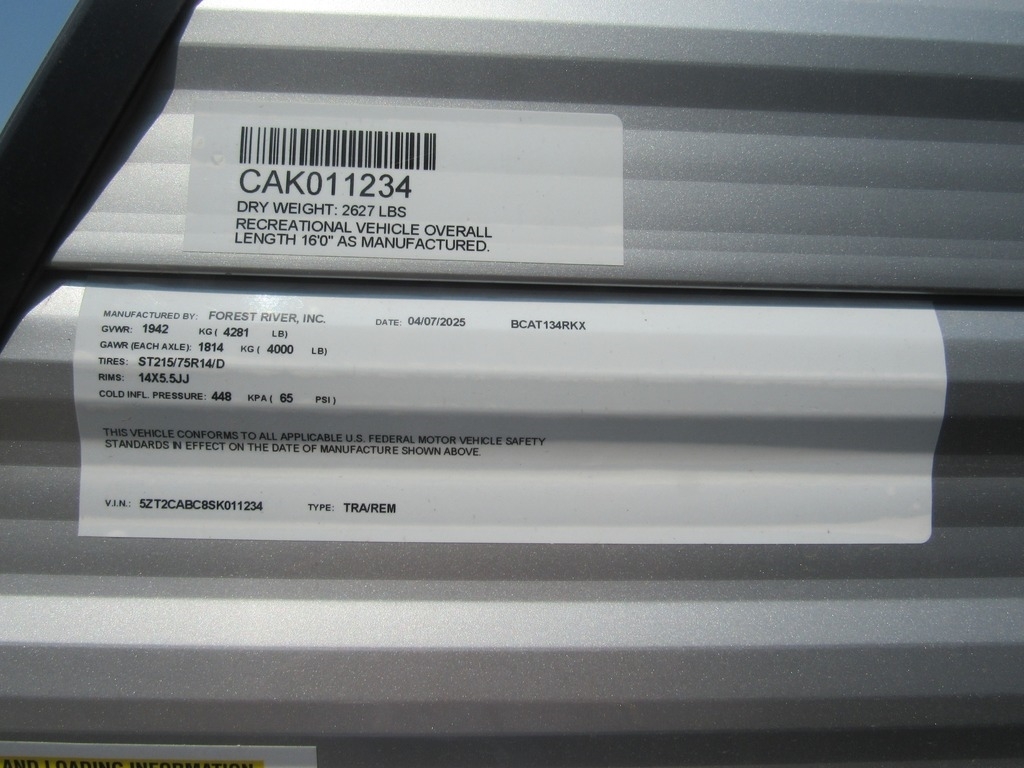 CAK011234
DRY WEIGHT: 2627 LBS
RECREATIONAL VEHICLE OVERALL
LENGTH 16'0" AS MANUFACTURED.
MANUFACTURED BY: FOREST RIVER, INC. DATE: 04/07/2025 BCAT134RKX
GVWR: 1942 KG ( 4281 LB)
GAWR (EACH AXLE): 1814 KG ( 4000 LB)
TIRES: ST215/75R14/D
RIMS: 14X5.5JJ
COLD INFL. PRESSURE: 448 KPA ( 65 PSI )
THIS VEHICLE CONFORMS TO ALL APPLICABLE U.S. FEDERAL MOTOR VEHICLE SAFETY
STANDARDS IN EFFECT ON THE DATE OF MANUFACTURE SHOWN ABOVE.
V.I.N.: 5ZT2CABC8SK011234 TYPE: TRA/REM
AND LOADING INFORMATION